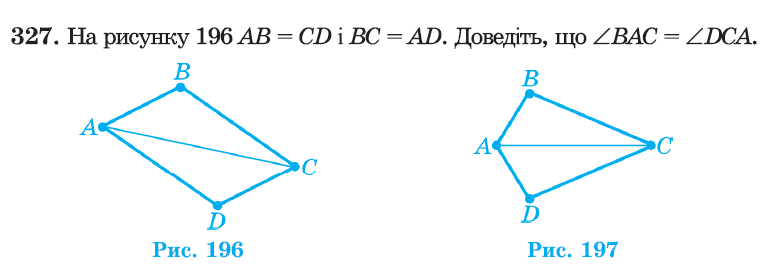 327. На рисунку 196 AB = CD і BC = AD. Доведіть, що ∠BAC = ∠DCA.
B
A
C
D
Рис. 196
B
A
C
D
Рис. 197